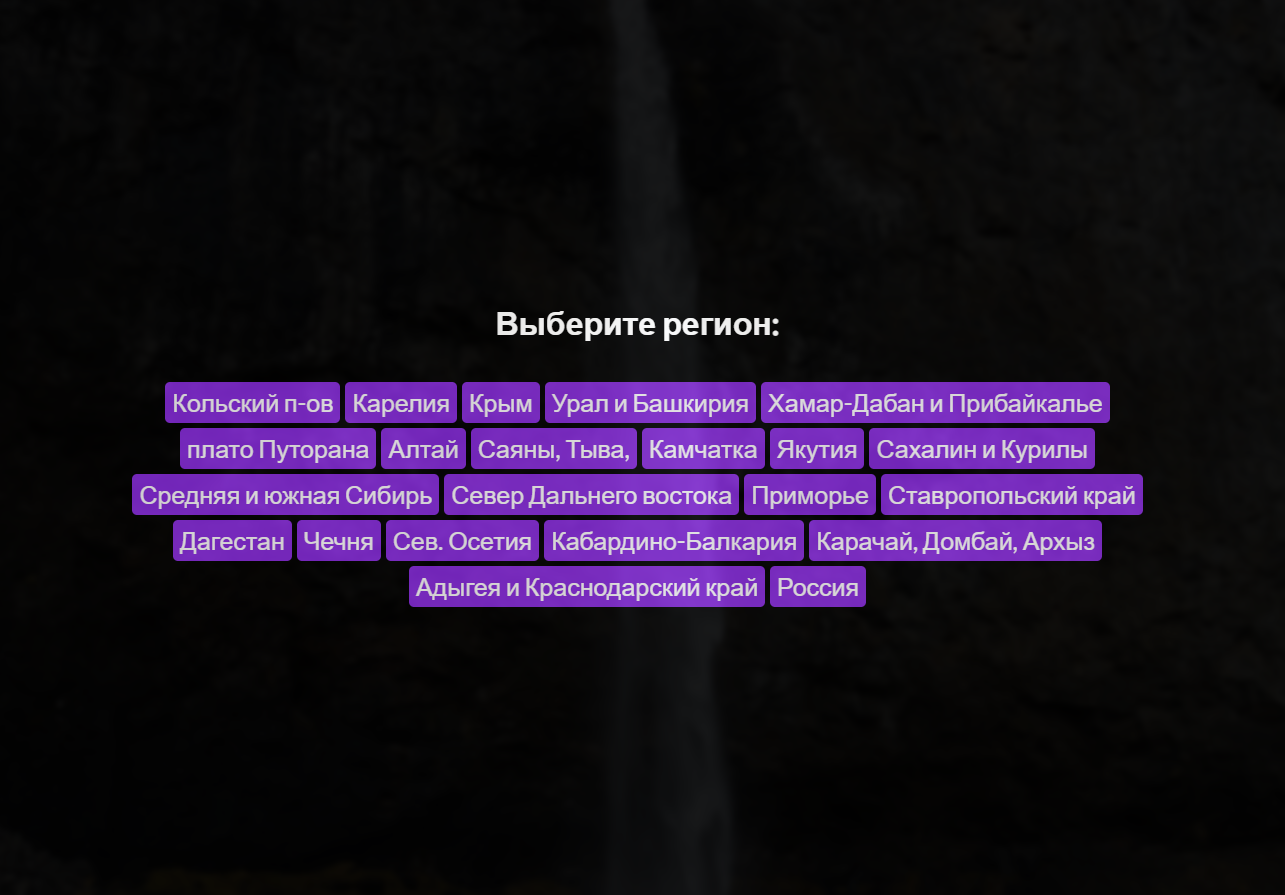 Выберите регион:
Кольский п-ов Карелия Крым Урал и Башкирия Хамар-Дабан и Прибайкалье
плато Путорана Алтай Саяны, Тыва, Камчатка Якутия Сахалин и Курилы
Средняя и южная Сибирь Север Дальнего востока Приморье Ставропольский край
Дагестан Чечня Сев. Осетия Кабардино-Балкария Карачай, Домбай, Архыз
Адыгея и Краснодарский край Россия